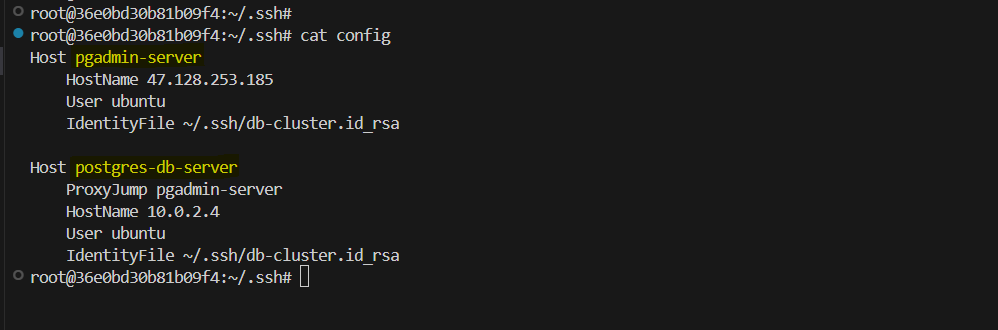 root@36e0bd30b81b09f4:~/.ssh#
root@36e0bd30b81b09f4:~/.ssh# cat config
Host pgadmin-server
    HostName 47.128.253.185
    User ubuntu
    IdentityFile ~/.ssh/db-cluster.id_rsa

Host postgres-db-server
    ProxyJump pgadmin-server
    HostName 10.0.2.4
    User ubuntu
    IdentityFile ~/.ssh/db-cluster.id_rsa
root@36e0bd30b81b09f4:~/.ssh#